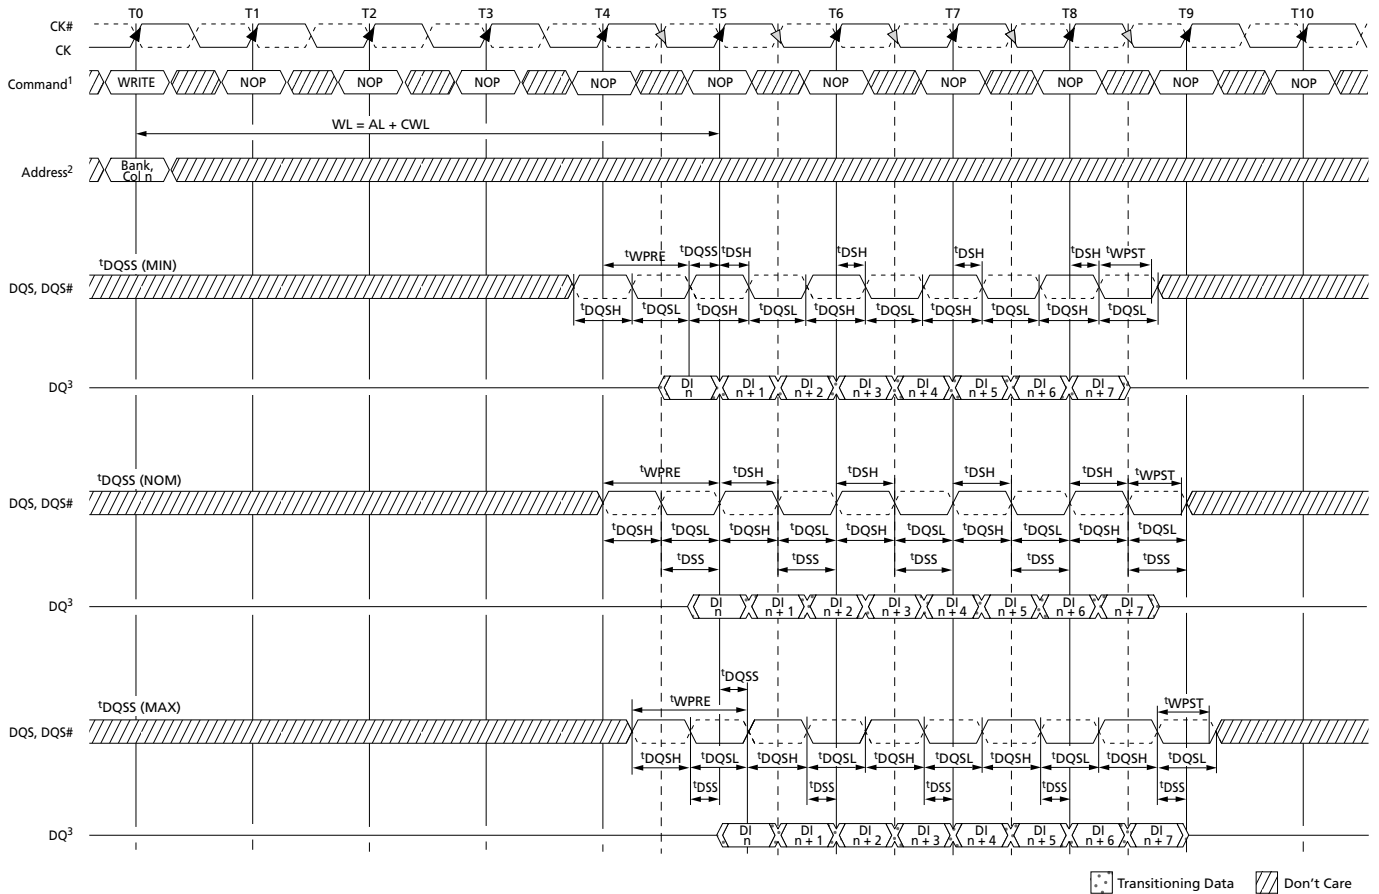 T0 T1 T2 T3 T4 T5 T6 T7 T8 T9 T10
CK#
CK
Command1 WRITE NOP NOP NOP NOP NOP NOP NOP NOP NOP NOP
WL = AL + CWL
Address2 Bank, Col n
tDQSS (MIN) tWPRE tDQSS tDSH tDSH tDSH tDSH tWPST
DQS, DQS#
tDQSH tDQSL tDQSH tDQSL tDQSH tDQSL tDQSH tDQSL tDQSH tDQSL
DQ3 DI n DI n + 1 DI n + 2 DI n + 3 DI n + 4 DI n + 5 DI n + 6 DI n + 7
tDQSS (NOM) tWPRE tDSH tDSH tDSH tDSH tWPST
DQS, DQS#
tDQSH tDQSL tDQSH tDQSL tDQSH tDQSL tDQSH tDQSL tDQSH tDQSL
tDSS tDSS tDSS tDSS tDSS
DQ3 DI n DI n + 1 DI n + 2 DI n + 3 DI n + 4 DI n + 5 DI n + 6 DI n + 7
tDQSS
tDQSS (MAX) tWPRE tWPST
DQS, DQS#
tDQSH tDQSL tDQSH tDQSL tDQSH tDQSL tDQSH tDQSL tDQSH tDQSL
tDSS tDSS tDSS tDSS tDSS
DQ3 DI n DI n + 1 DI n + 2 DI n + 3 DI n + 4 DI n + 5 DI n + 6 DI n + 7
Transitioning Data Don't Care